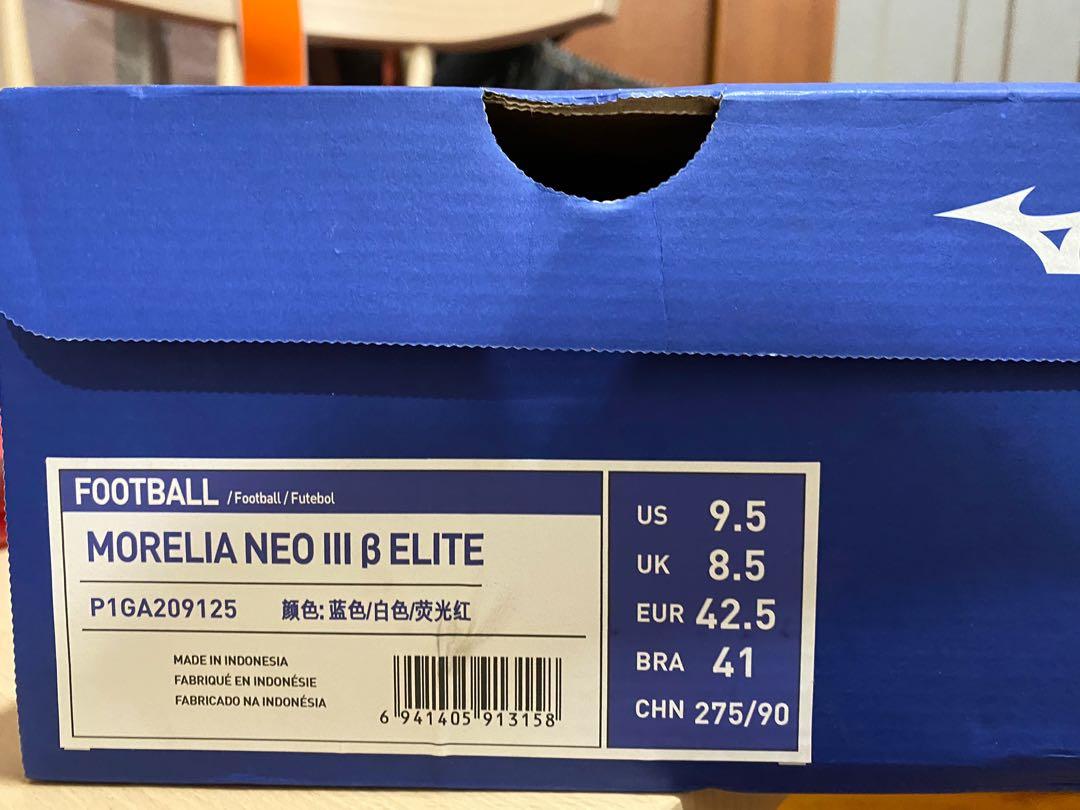 FOOTBALL / Football / Futebol
MORELIA NEO III β ELITE
P1GA209125 颜色: 蓝色/白色/荧光红
MADE IN INDONESIA
FABRIQUÉ EN INDONÉSIE
FABRICADO NA INDONÉSIA
6 941405 913158
US 9.5
UK 8.5
EUR 42.5
BRA 41
CHN 275/90